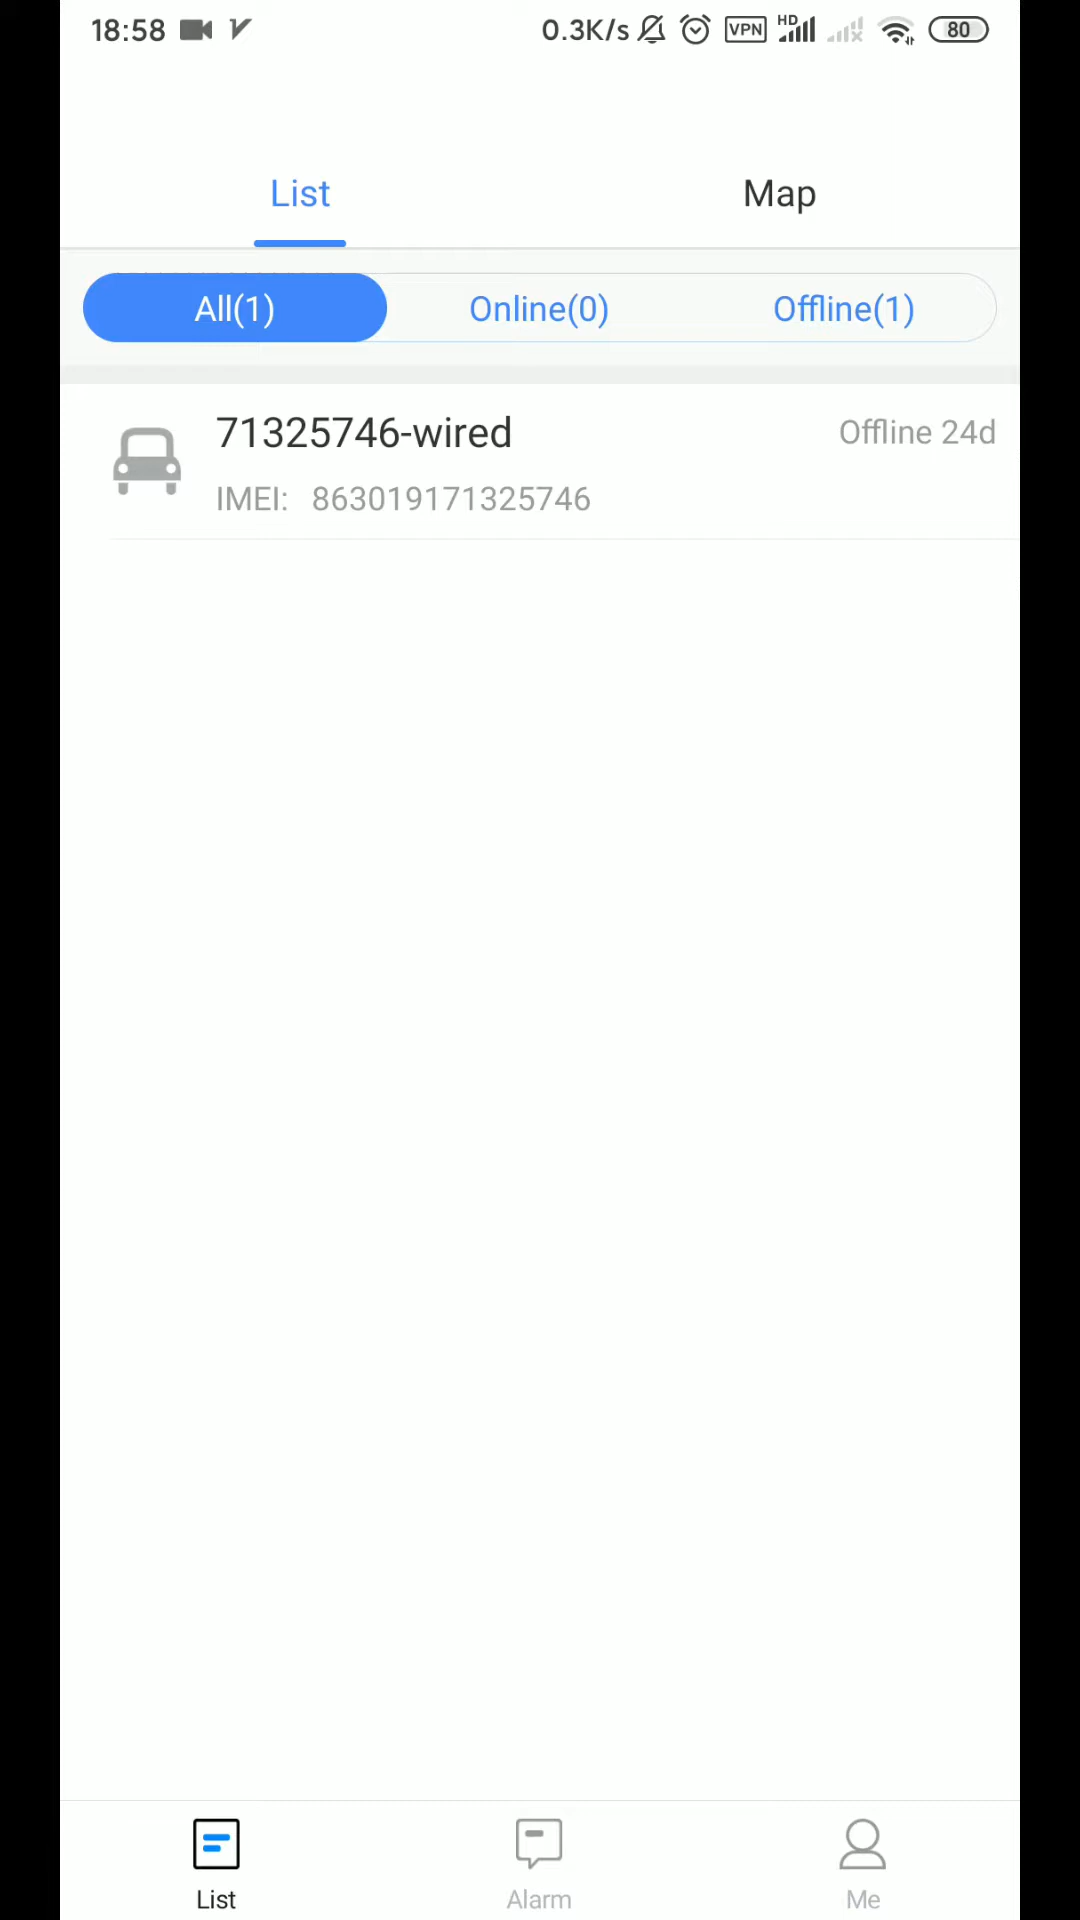 18:58 0.3K/s VPN HD 80
List Map
All(1) Online(0) Offline(1)
71325746-wired Offline 24d
IMEI: 863019171325746
List Alarm Me